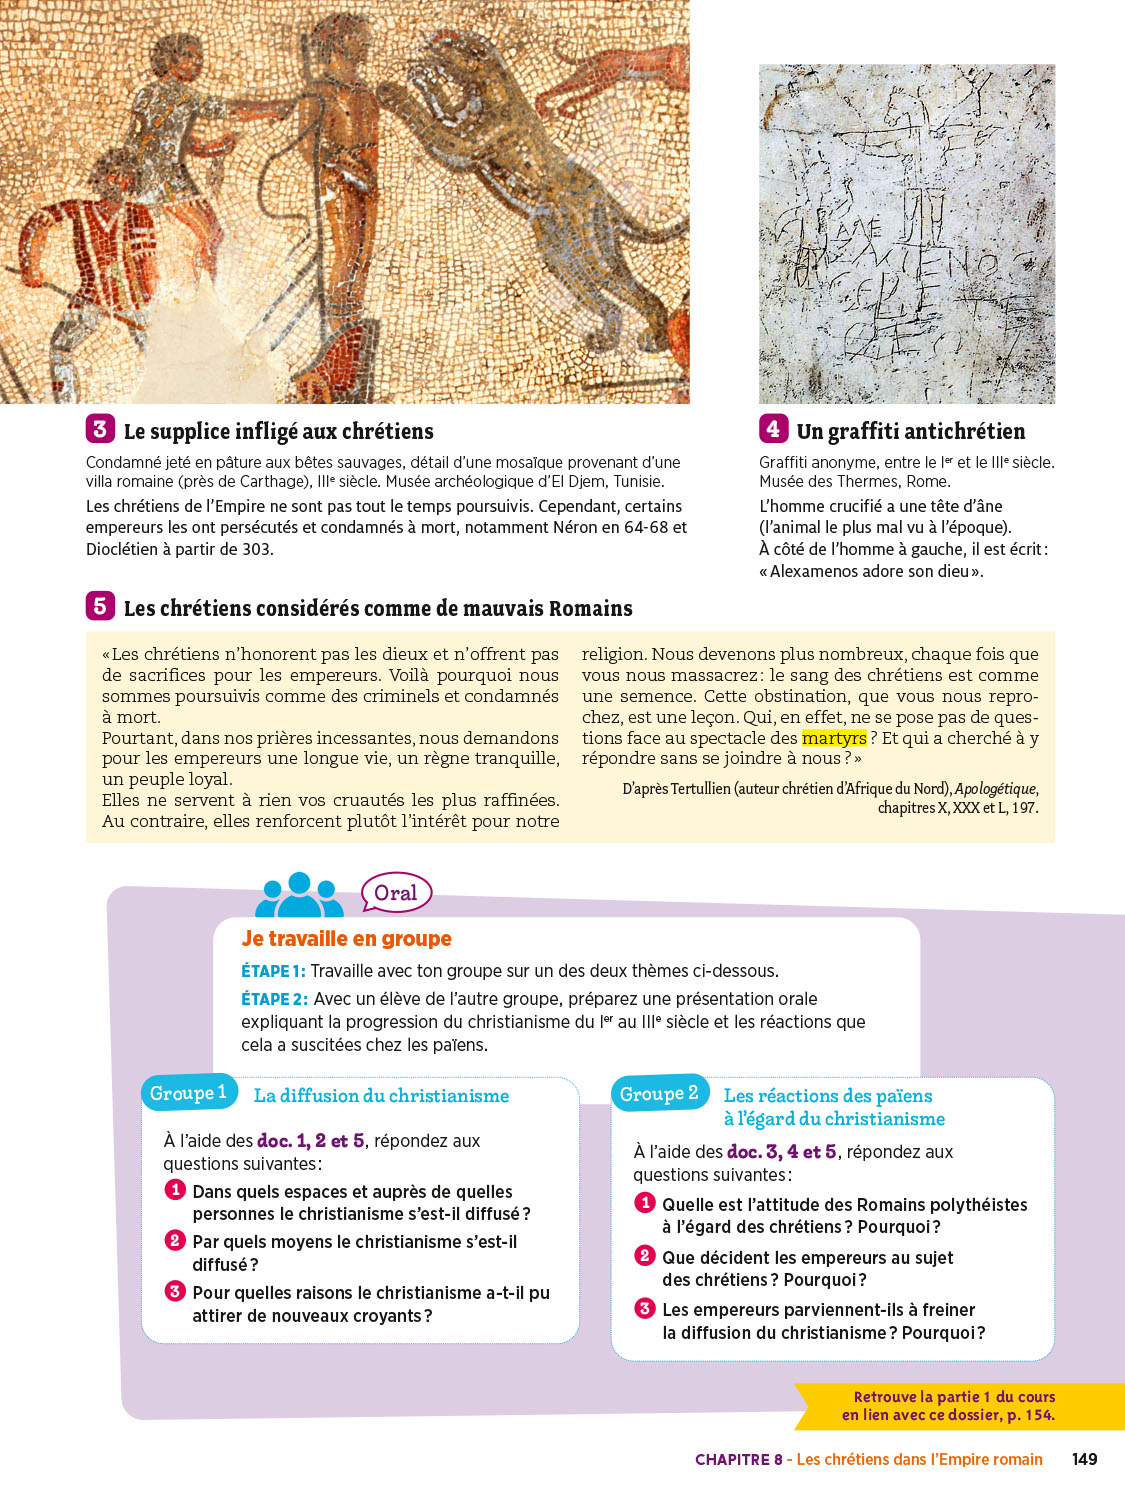 3 Le supplice infligé aux chrétiens
Condamné jeté en pâture aux bêtes sauvages, détail d’une mosaïque provenant d’une
villa romaine (près de Carthage), IIIe siècle. Musée archéologique d’El Djem, Tunisie.
Les chrétiens de l’Empire ne sont pas tout le temps poursuivis. Cependant, certains
empereurs les ont persécutés et condamnés à mort, notamment Néron en 64-68 et
Dioclétien à partir de 303.
4 Un graffiti antichrétien
Graffiti anonyme, entre le Ier et le IIIe siècle.
Musée des Thermes, Rome.
L’homme crucifié a une tête d’âne
(l’animal le plus mal vu à l’époque).
À côté de l’homme à gauche, il est écrit :
« Alexamenos adore son dieu ».
5 Les chrétiens considérés comme de mauvais Romains
« Les chrétiens n’honorent pas les dieux et n’offrent pas
de sacrifices pour les empereurs. Voilà pourquoi nous
sommes poursuivis comme des criminels et condamnés
à mort.
Pourtant, dans nos prières incessantes, nous demandons
pour les empereurs une longue vie, un règne tranquille,
un peuple loyal.
Elles ne servent à rien vos cruautés les plus raffinées.
Au contraire, elles renforcent plutôt l’intérêt pour notre
religion. Nous devenons plus nombreux, chaque fois que
vous nous massacrez : le sang des chrétiens est comme
une semence. Cette obstination, que vous nous repro-
chez, est une leçon. Qui, en effet, ne se pose pas de ques-
tions face au spectacle des martyrs ? Et qui a cherché à y
répondre sans se joindre à nous ? »
D’après Tertullien (auteur chrétien d’Afrique du Nord), Apologétique,
chapitres X, XXX et L, 197.
Oral
Je travaille en groupe
ÉTAPE 1 : Travaille avec ton groupe sur un des deux thèmes ci-dessous.
ÉTAPE 2 : Avec un élève de l’autre groupe, préparez une présentation orale
expliquant la progression du christianisme du Ier au IIIe siècle et les réactions que
cela a suscitées chez les païens.
Groupe 1 La diffusion du christianisme
À l’aide des doc. 1, 2 et 5, répondez aux
questions suivantes :
1 Dans quels espaces et auprès de quelles
personnes le christianisme s’est-il diffusé ?
2 Par quels moyens le christianisme s’est-il
diffusé ?
3 Pour quelles raisons le christianisme a-t-il pu
attirer de nouveaux croyants ?
Groupe 2 Les réactions des païens
à l’égard du christianisme
À l’aide des doc. 3, 4 et 5, répondez aux
questions suivantes :
1 Quelle est l’attitude des Romains polythéistes
à l’égard des chrétiens ? Pourquoi ?
2 Que décident les empereurs au sujet
des chrétiens ? Pourquoi ?
3 Les empereurs parviennent-ils à freiner
la diffusion du christianisme ? Pourquoi ?
Retrouve la partie 1 du cours
en lien avec ce dossier, p. 154.
CHAPITRE 8 - Les chrétiens dans l’Empire romain 149